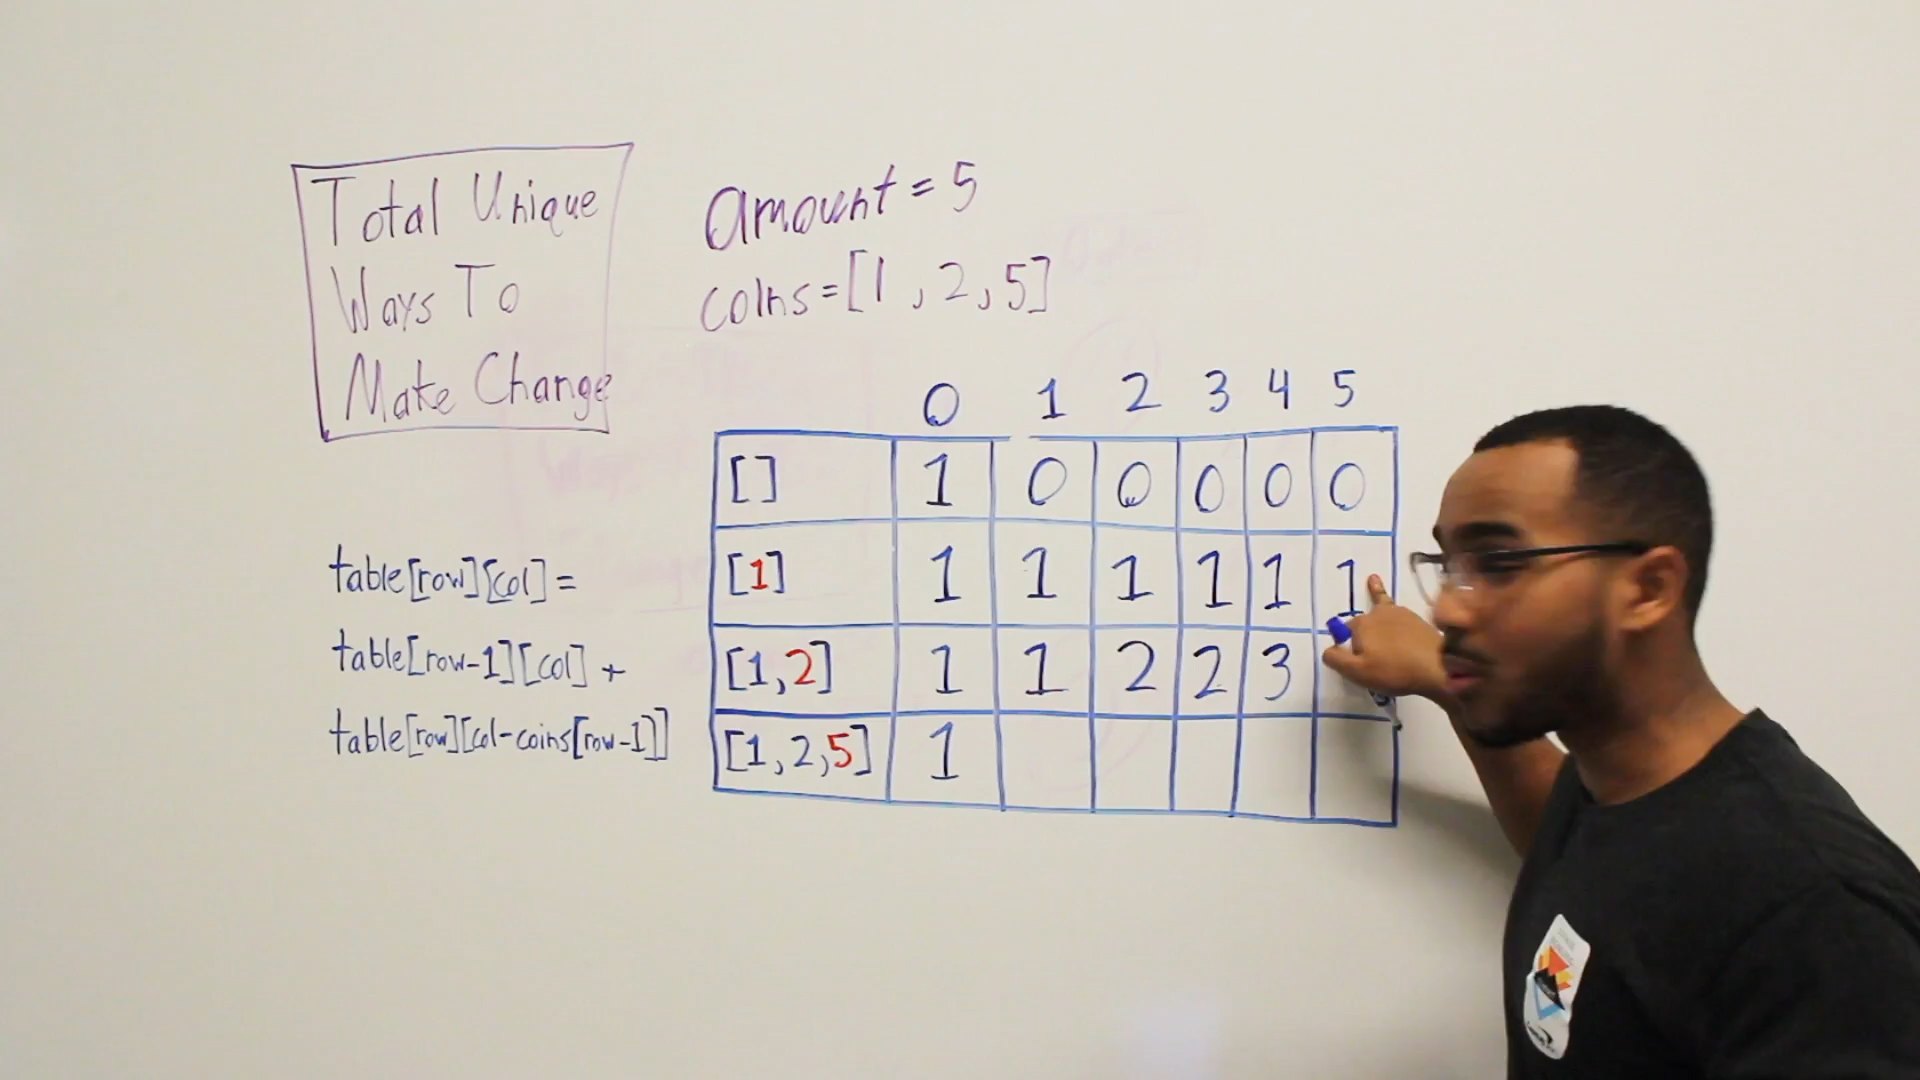 Total Unique
Ways To
Make Change
amount = 5
coins=[1, 2, 5]
0 1 2 3 4 5
[] 1 0 0 0 0 0
[1] 1 1 1 1 1 1
[1,2] 1 1 2 2 3
[1,2,5] 1
table[row][col] =
table[row-1][col] +
table[row][col-coins[row-1]]